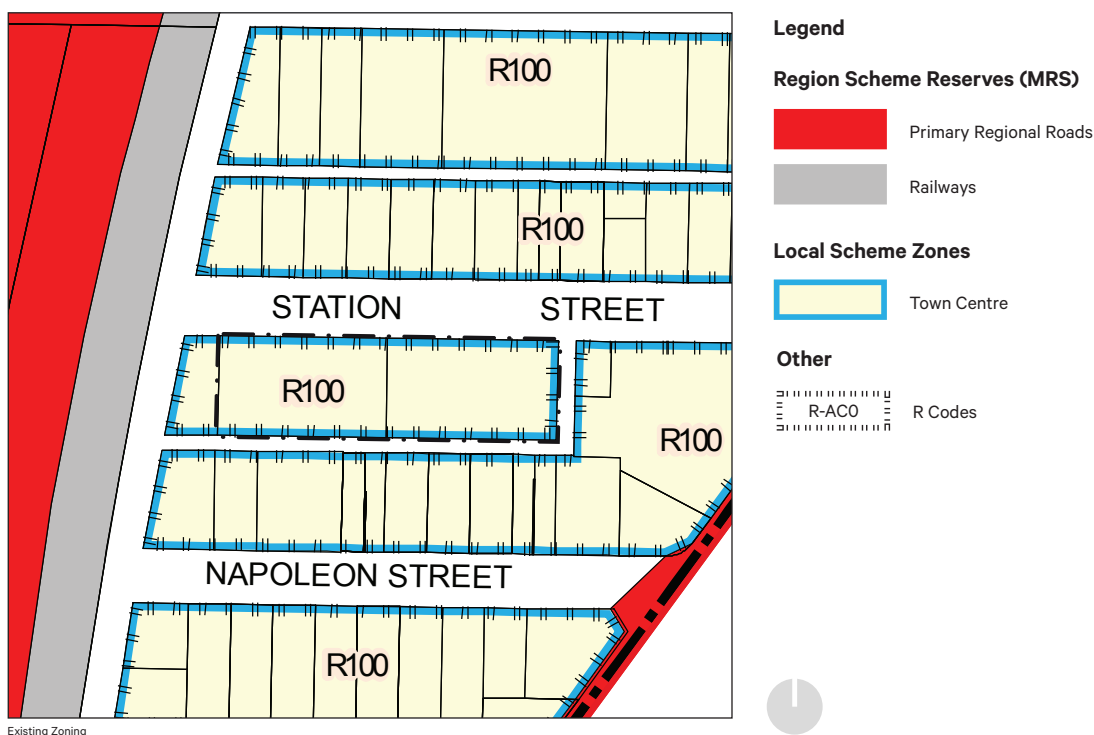 R100
R100
STATION STREET
R100
R100
NAPOLEON STREET
R100
Existing Zoning
Legend
Region Scheme Reserves (MRS)
Primary Regional Roads
Railways
Local Scheme Zones
Town Centre
Other
R-AC0
R Codes